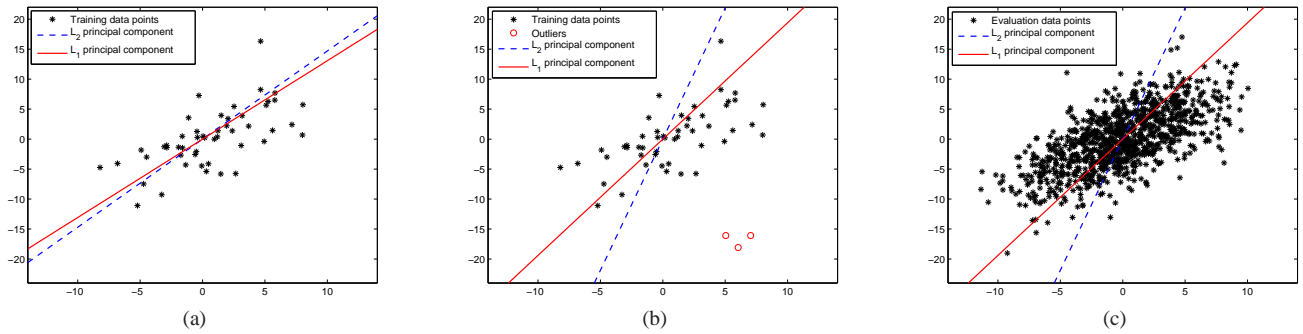 Training data points
L2 principal component
L1 principal component
20
15
10
5
0
−5
−10
−15
−20
−10 −5 0 5 10
(a)
Training data points
Outliers
L2 principal component
L1 principal component
20
15
10
5
0
−5
−10
−15
−20
−10 −5 0 5 10
(b)
Evaluation data points
L2 principal component
L1 principal component
20
15
10
5
0
−5
−10
−15
−20
−10 −5 0 5 10
(c)